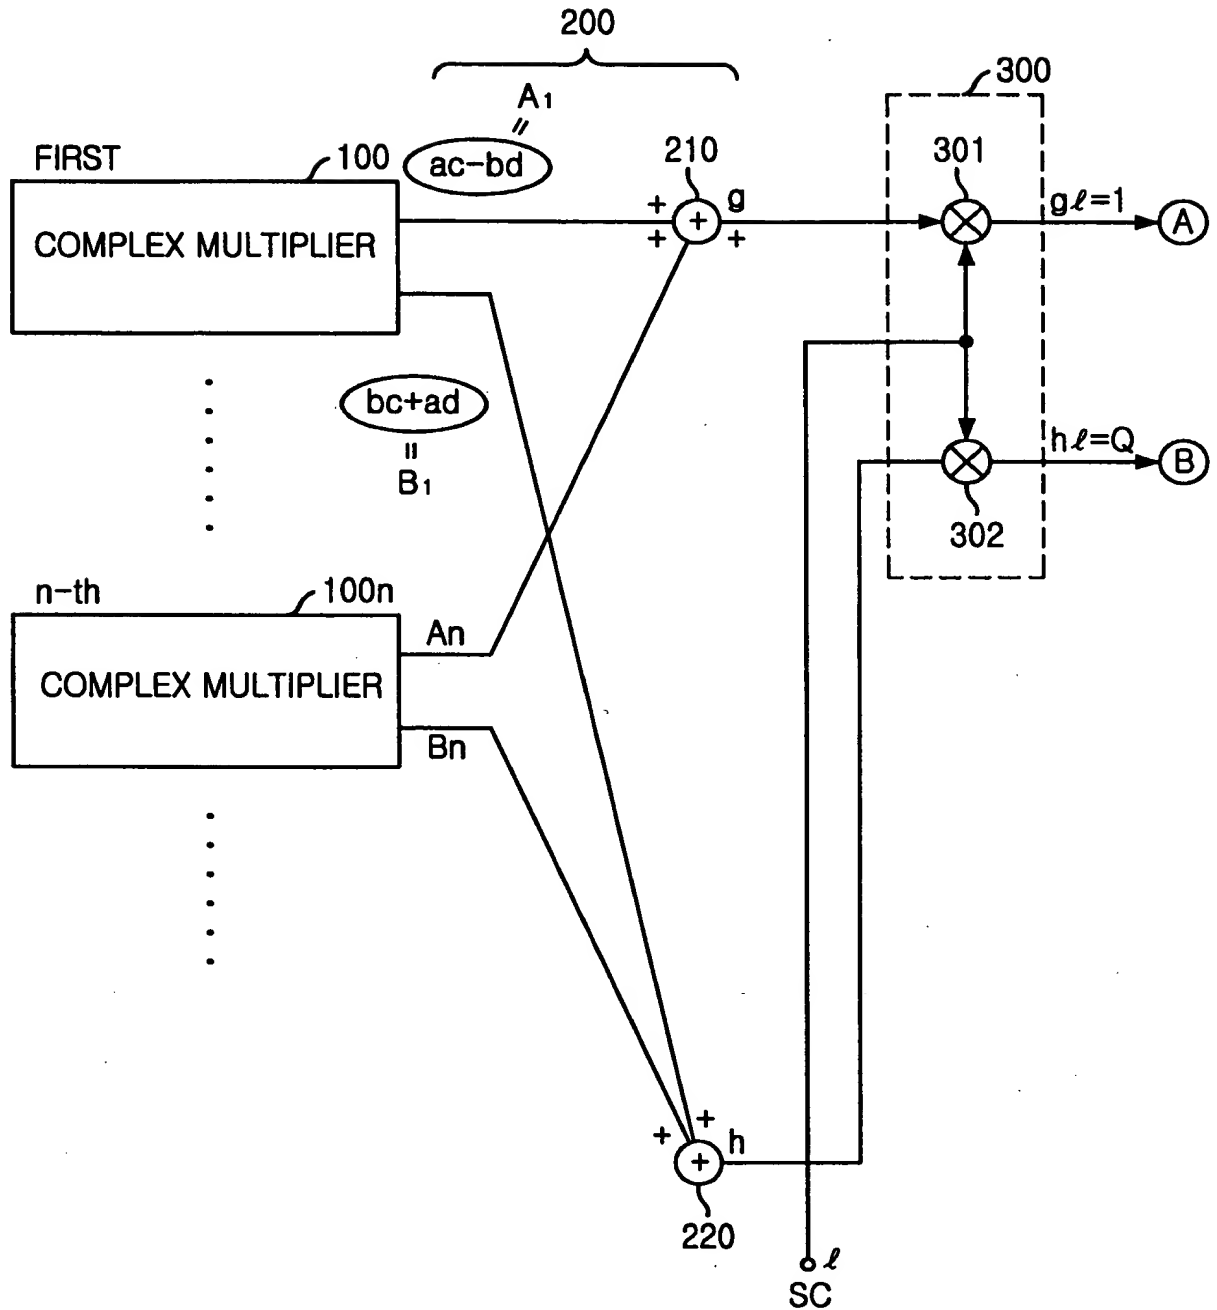 200
300
A1
=
FIRST
100
ac-bd
210
301
+
g
gℓ=1
COMPLEX MULTIPLIER
+
+
+
A
bc+ad
=
B1
hℓ=Q
B
302
n-th
100n
An
COMPLEX MULTIPLIER
Bn
+
+
h
+
220
ℓ
SC